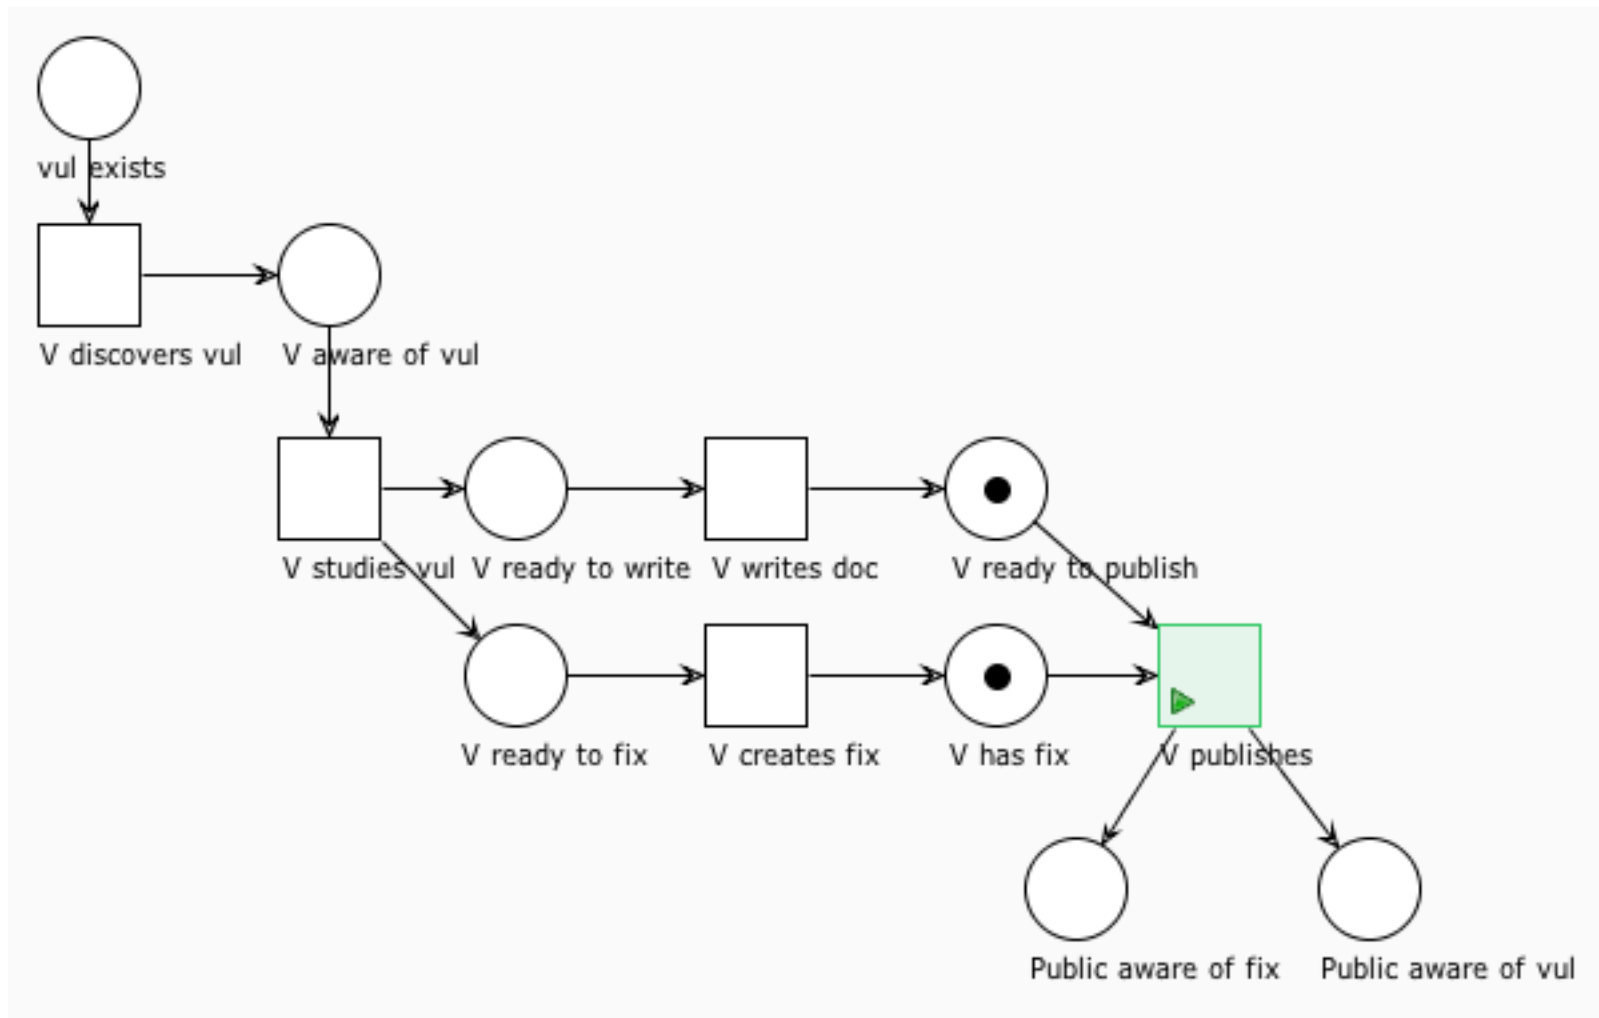 vul exists
V discovers vul
V aware of vul
V studies vul
V ready to write
V writes doc
V ready to publish
V ready to fix
V creates fix
V has fix
V publishes
Public aware of fix
Public aware of vul